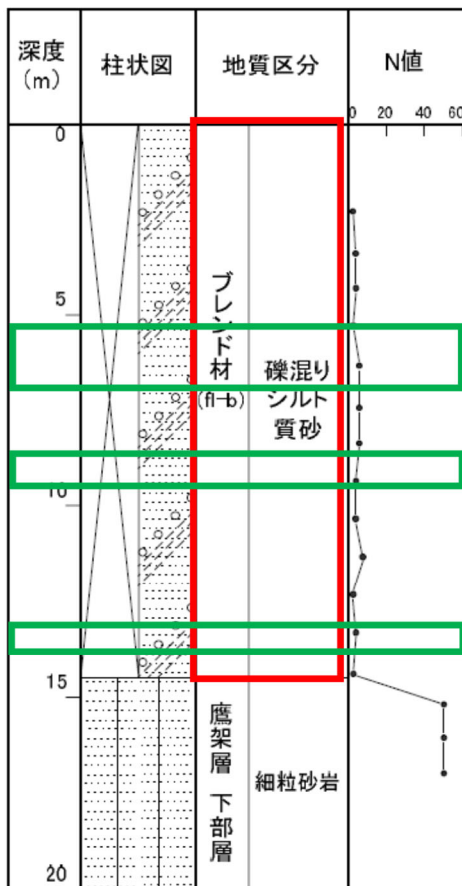 深度
(m)
柱状図
地質区分
N値
0 20 40 60
0
5
10
15
20
ブレンド材
(fl-b)
礫混り
シルト
質砂
鷹架層 下部層
細粒砂岩